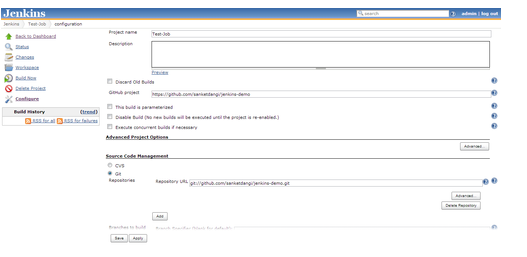 Jenkins
search
admin | log out
Jenkins
Test-Job
configuration
Back to Dashboard
Status
Changes
Workspace
Build Now
Delete Project
Configure
Build History (trend)
RSS for all RSS for failures
Project name Test-Job
Description
Preview
Discard Old Builds
GitHub project https://github.com/sanketdangi/jenkins-demo
This build is parameterized
Disable Build (No new builds will be executed until the project is re-enabled.)
Execute concurrent builds if necessary
Advanced Project Options
Advanced...
Source Code Management
CVS
Git
Repositories
Repository URL git://github.com/sanketdangi/jenkins-demo.git
Advanced...
Delete Repository
Add
Branches to build
Save Apply